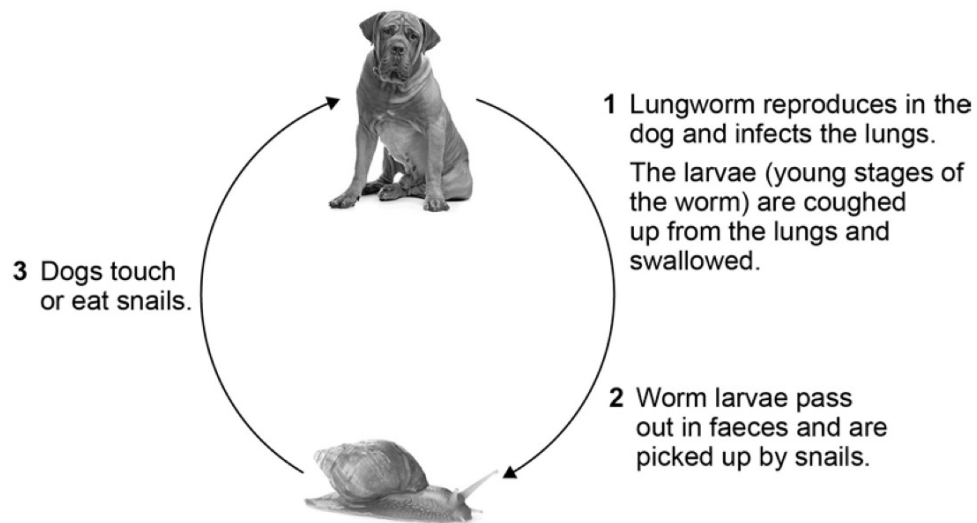 1 Lungworm reproduces in the
dog and infects the lungs.
The larvae (young stages of
the worm) are coughed
up from the lungs and
swallowed.
2 Worm larvae pass
out in faeces and are
picked up by snails.
3 Dogs touch
or eat snails.